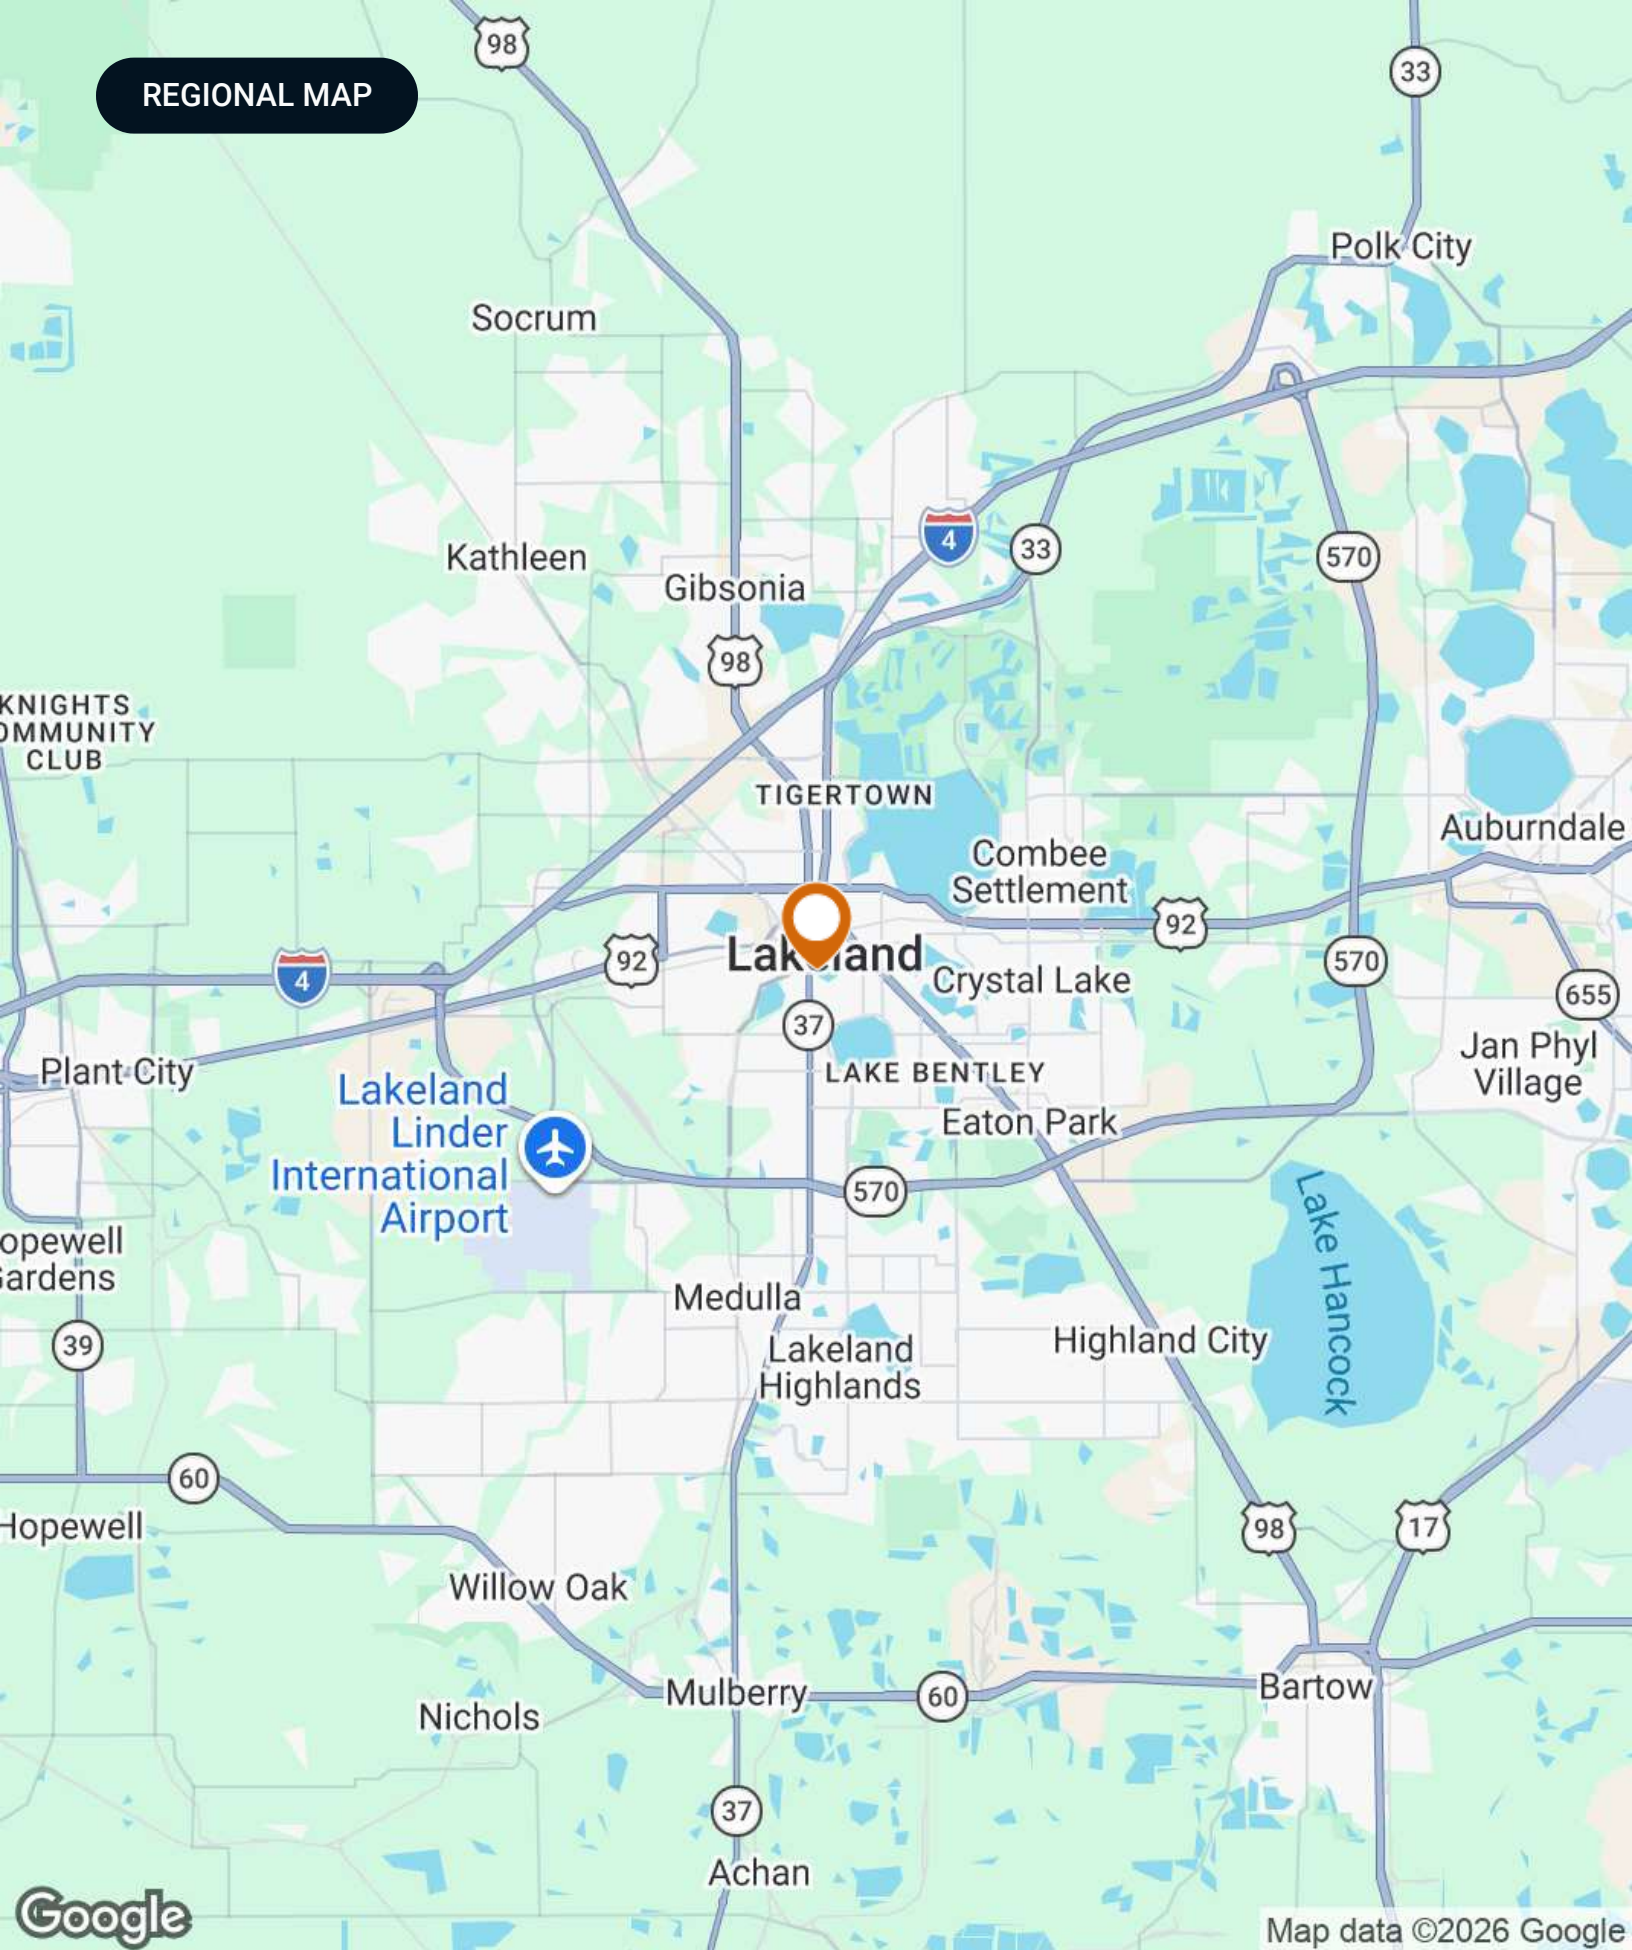 98
33
REGIONAL MAP
Polk City
Socrum
4
33
570
Kathleen
Gibsonia
98
KNIGHTS
OMMUNITY
CLUB
TIGERTOWN
Auburndale
Combee
Settlement
92
92
Lakeland
570
4
Crystal Lake
655
37
Jan Phyl
Village
Plant City
LAKE BENTLEY
Lakeland
Linder
International
Airport
Eaton Park
570
Lake Hancock
opewell
Gardens
Medulla
39
Highland City
Lakeland
Highlands
60
Hopewell
98
17
Willow Oak
Mulberry
60
Bartow
Nichols
37
Achan
Google
Map data ©2026 Google